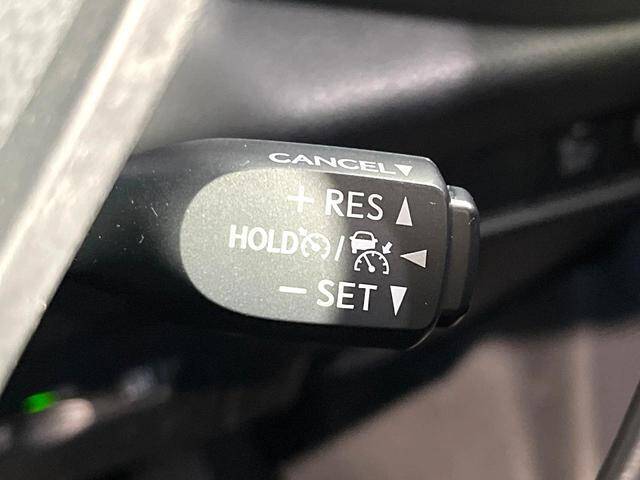 CANCEL▼
+ RES ▲
HOLD / ◀
− SET ▼